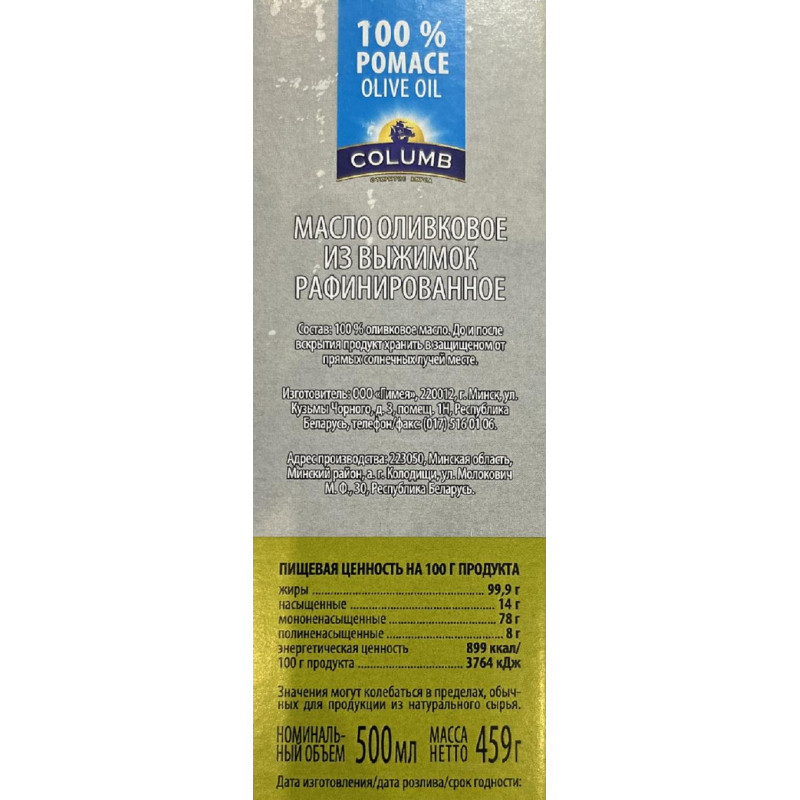 100 %
POMACE
OLIVE OIL
COLUMB
ОТКРЫТИЕ ВКУСА
МАСЛО ОЛИВКОВОЕ
ИЗ ВЫЖИМОК
РАФИНИРОВАННОЕ
Состав: 100 % оливковое масло. До и после
вскрытия продукт хранить в защищеном от
прямых солнечных лучей месте.
Изготовитель: ООО «Гимея», 220012, г. Минск, ул.
Кузьмы Чорного, д. 3, помещ. 1Н, Республика
Беларусь, телефон/факс: (017) 516 01 06.
Адрес производства: 223050, Минская область,
Минский район, а. г. Колодищи, ул. Молокович
М. Ф., 30, Республика Беларусь.
ПИЩЕВАЯ ЦЕННОСТЬ НА 100 Г ПРОДУКТА
жиры 99,9 г
насыщенные 14 г
мононенасыщенные 78 г
полиненасыщенные 8 г
энергетическая ценность 899 ккал/
100 г продукта 3764 кДж
Значения могут колебаться в пределах, обыч-
ных для продукции из натурального сырья.
НОМИНАЛЬ-
НЫЙ ОБЪЕМ 500 мл МАССА НЕТТО 459 г
Дата изготовления/дата розлива/срок годности: